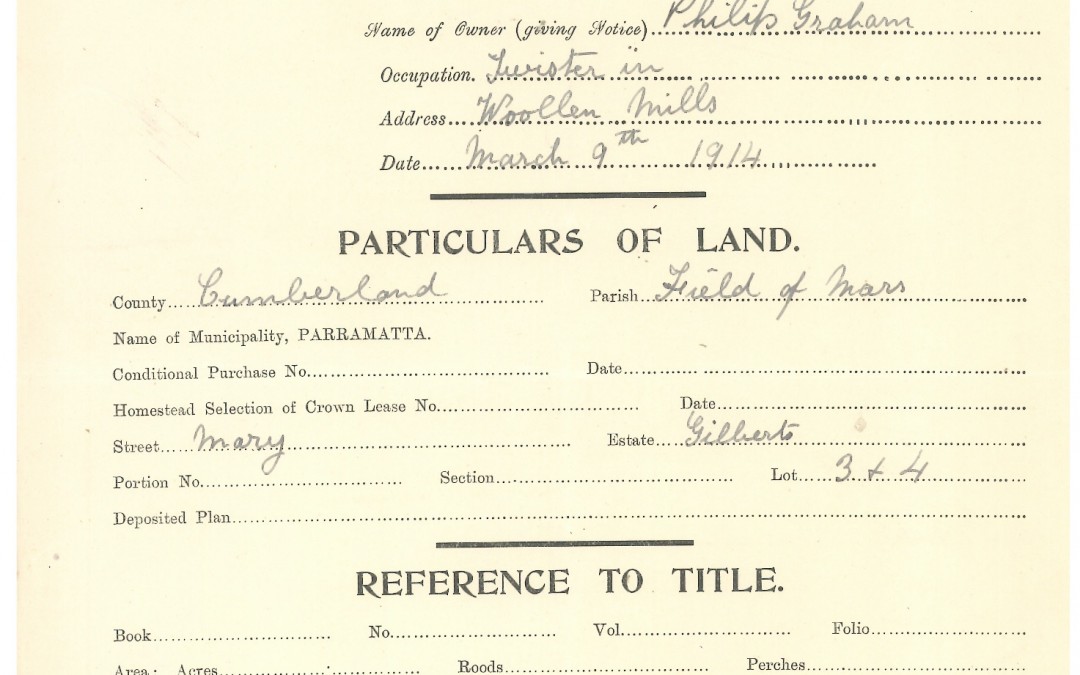 Name of Owner (giving Notice) Philip Graham
Occupation. Twister in
Address Woollen Mills
Date March 9th 1914
PARTICULARS OF LAND.
County Cumberland Parish Field of Mars
Name of Municipality, PARRAMATTA.
Conditional Purchase No. Date
Homestead Selection of Crown Lease No. Date
Street Mary Estate Gilberts
Portion No. Section Lot 3 & 4
Deposited Plan
REFERENCE TO TITLE.
Book No. Vol. Folio
Area: Acres Roods Perches